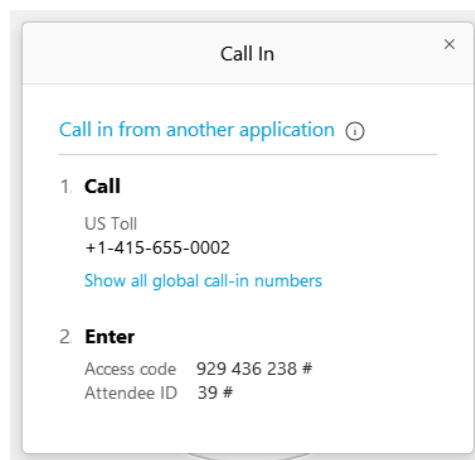 Call In
×
Call in from another application
1. Call
US Toll
+1-415-655-0002
Show all global call-in numbers
2. Enter
Access code 929 436 238 #
Attendee ID 39 #